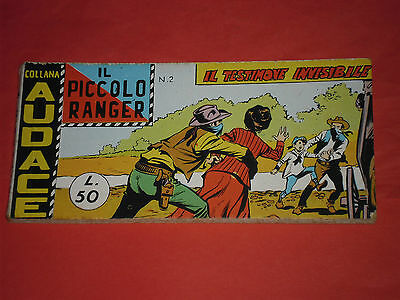 COLLANA
AUDACE
IL
PICCOLO
RANGER
N.2
IL TESTIMONE INVISIBILE
L.
50